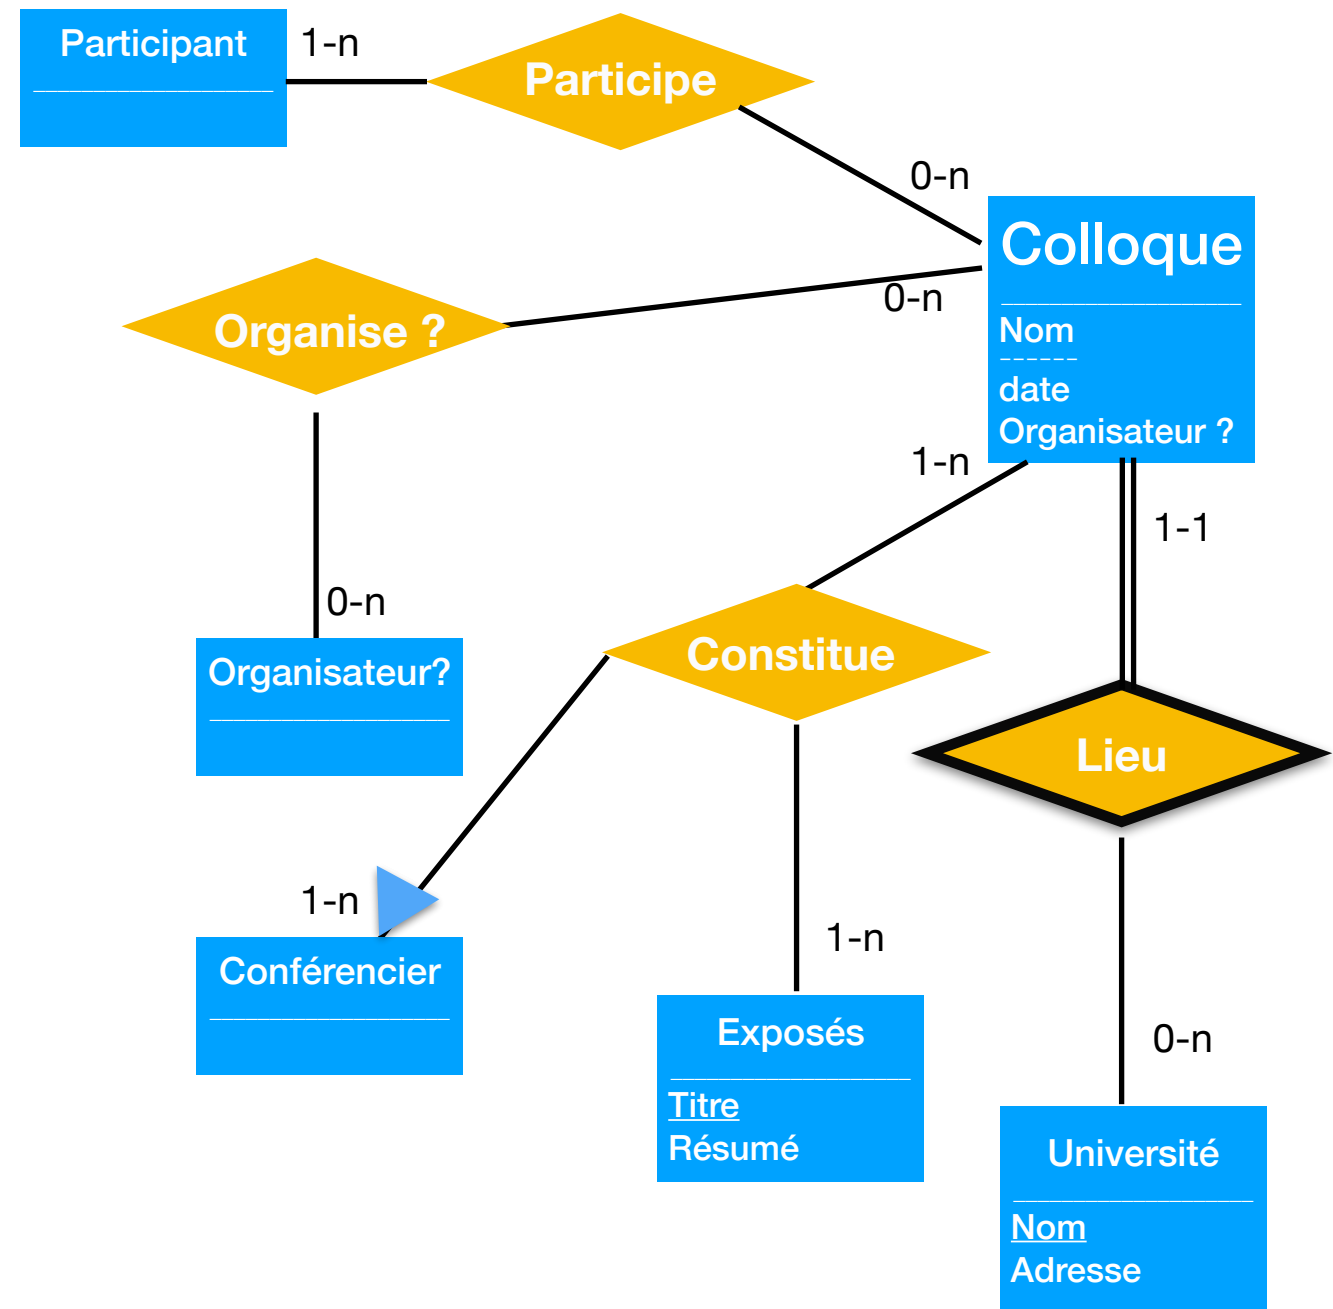 Participant
1-n
Participe
0-n
Colloque
Nom
date
Organisateur ?
Organise ?
0-n
0-n
Organisateur?
1-n
1-1
Constitue
Lieu
1-n
Conférencier
1-n
Exposés
Titre
Résumé
0-n
Université
Nom
Adresse